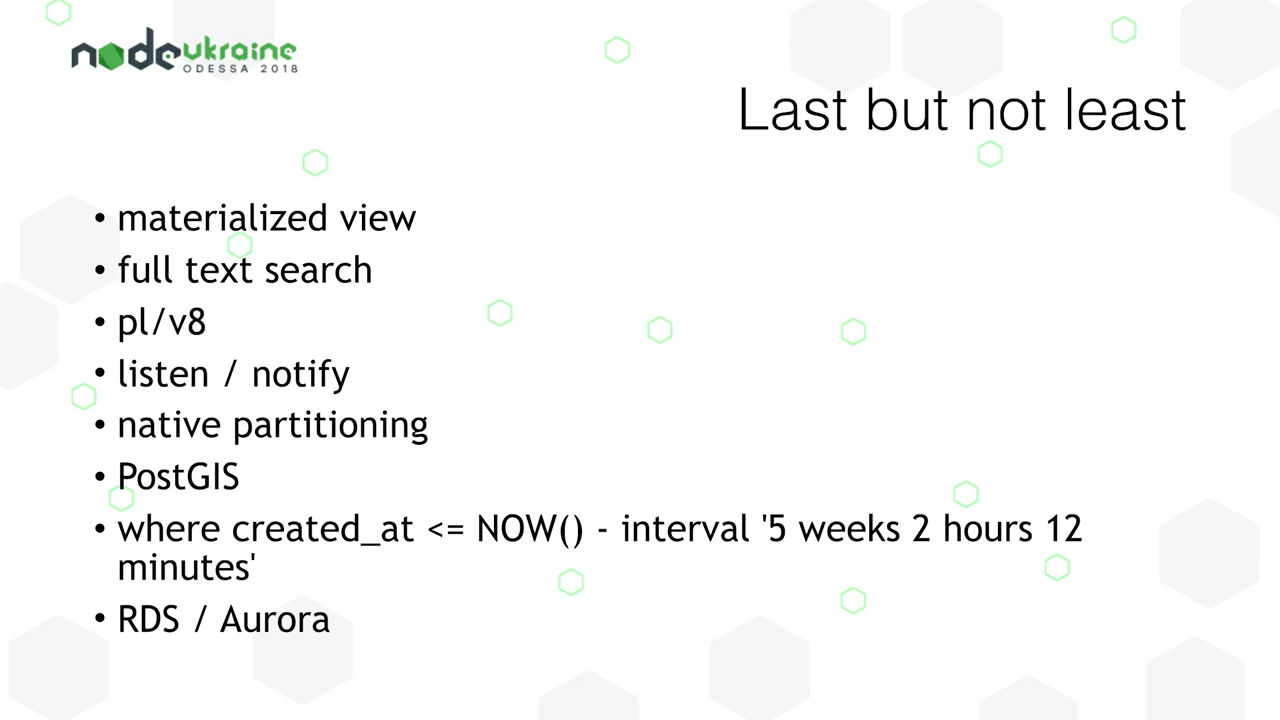 nodeukraine
ODESSA 2018
Last but not least
• materialized view
• full text search
• pl/v8
• listen / notify
• native partitioning
• PostGIS
• where created_at <= NOW() - interval '5 weeks 2 hours 12
minutes'
• RDS / Aurora